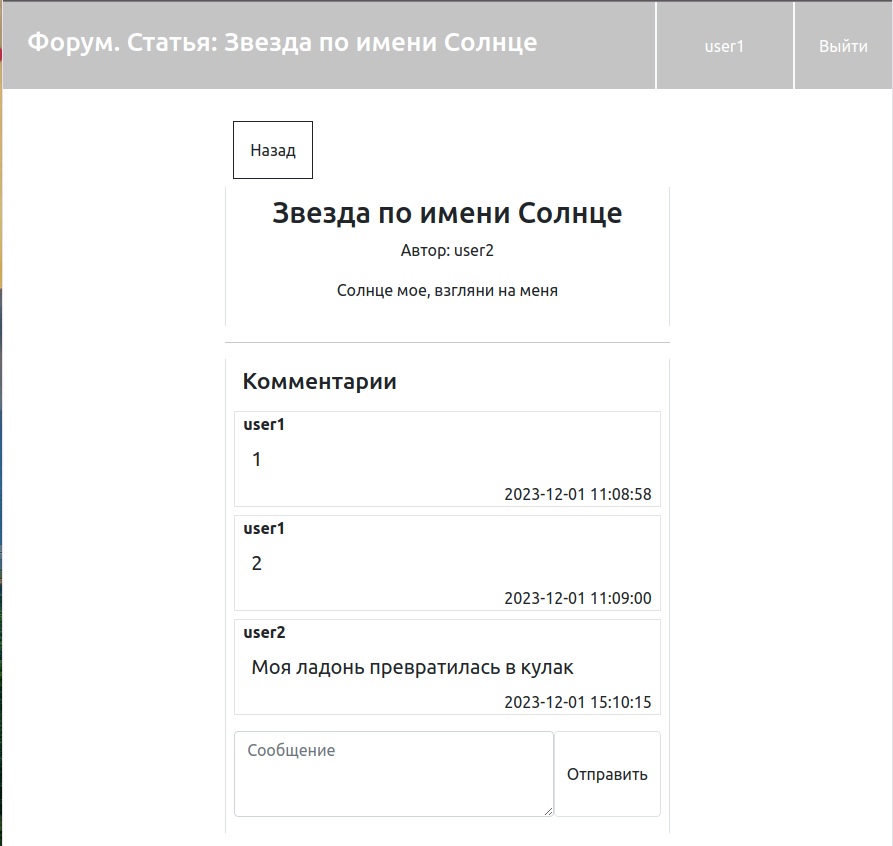 Форум. Статья: Звезда по имени Солнце
user1
Выйти
Назад
Звезда по имени Солнце
Автор: user2
Солнце мое, взгляни на меня
Комментарии
user1
1
2023-12-01 11:08:58
user1
2
2023-12-01 11:09:00
user2
Моя ладонь превратилась в кулак
2023-12-01 15:10:15
Сообщение
Отправить